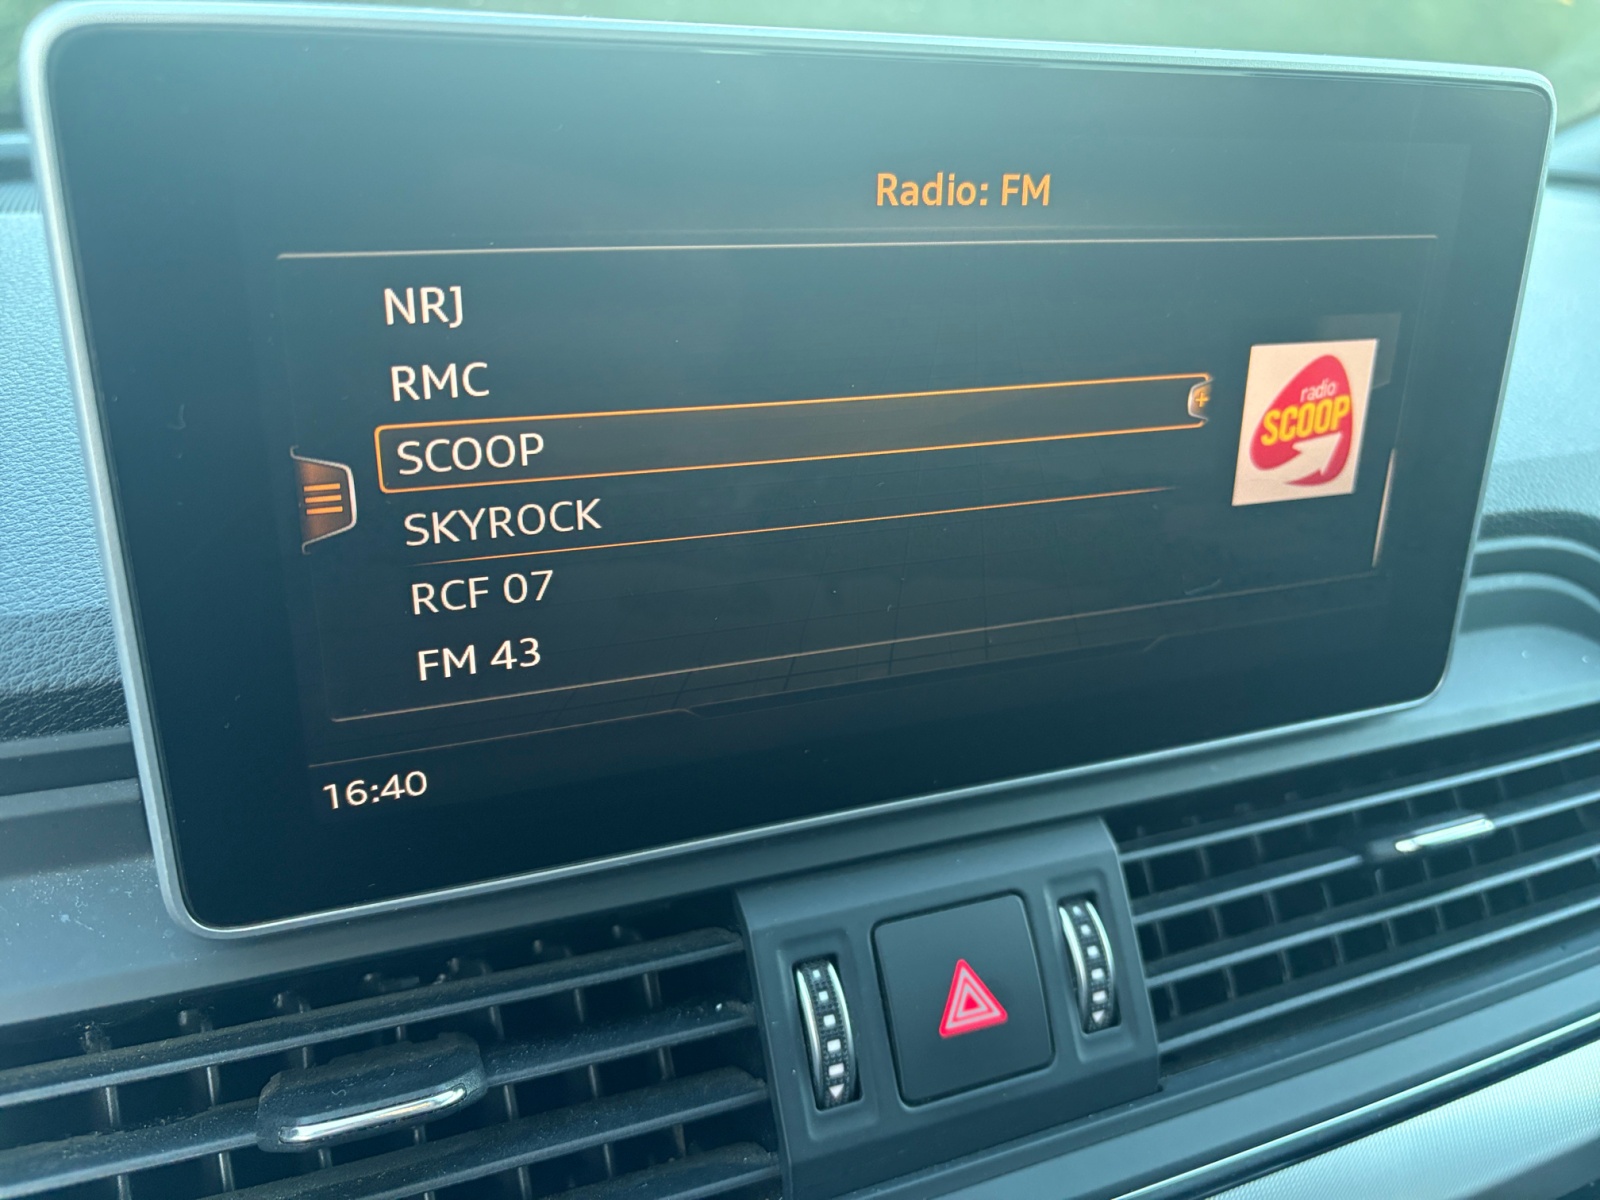 Radio: FM
NRJ
RMC
SCOOP
SKYROCK
RCF 07
FM 43
radio
SCOOP
16:40